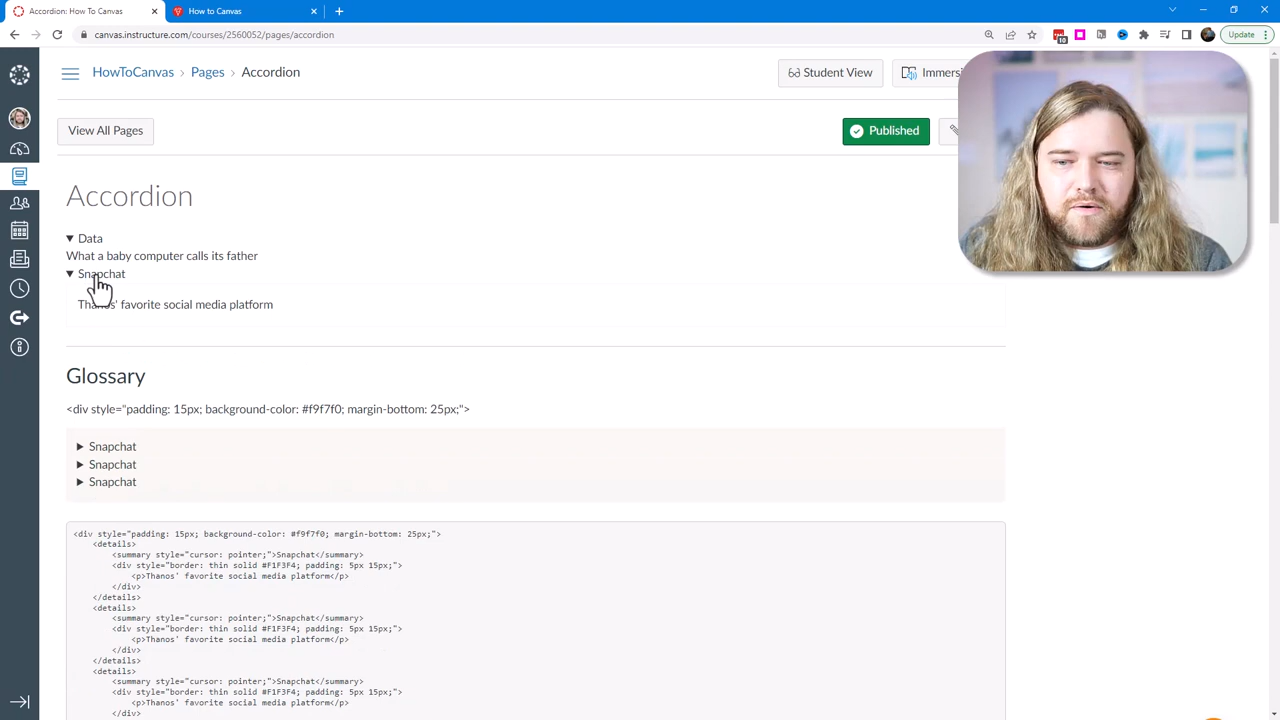 Accordion: How To Canvas
How to Canvas
canvas.instructure.com/courses/2560052/pages/accordion
10
Update
HowToCanvas › Pages › Accordion
Student View
View All Pages
Published
Accordion
▼ Data
What a baby computer calls its father
▼ Snapchat
Thanos' favorite social media platform
Glossary
<div style="padding: 15px; background-color: #f9f7f0; margin-bottom: 25px;">
► Snapchat
► Snapchat
► Snapchat
<div style="padding: 15px; background-color: #f9f7f0; margin-bottom: 25px;">
<details>
<summary style="cursor: pointer;">Snapchat</summary>
<div style="border: thin solid #F1F3F4; padding: 5px 15px;">
<p>Thanos' favorite social media platform</p>
</div>
</details>
<details>
<summary style="cursor: pointer;">Snapchat</summary>
<div style="border: thin solid #F1F3F4; padding: 5px 15px;">
<p>Thanos' favorite social media platform</p>
</div>
</details>
<details>
<summary style="cursor: pointer;">Snapchat</summary>
<div style="border: thin solid #F1F3F4; padding: 5px 15px;">
<p>Thanos' favorite social media platform</p>
</div>